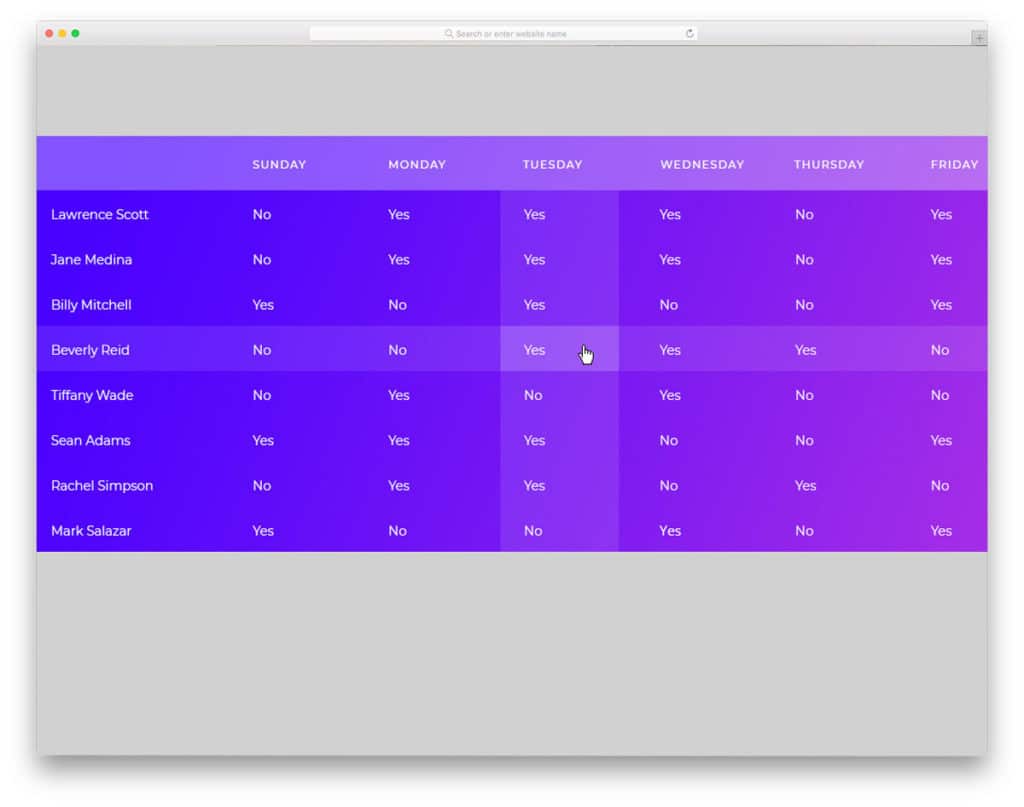 Search or enter website name
SUNDAY MONDAY TUESDAY WEDNESDAY THURSDAY FRIDAY
Lawrence Scott No Yes Yes Yes No Yes
Jane Medina No Yes Yes Yes No Yes
Billy Mitchell Yes No Yes No No Yes
Beverly Reid No No Yes Yes Yes No
Tiffany Wade No Yes No Yes No No
Sean Adams Yes Yes Yes No No Yes
Rachel Simpson No Yes Yes No Yes No
Mark Salazar Yes No No Yes No Yes